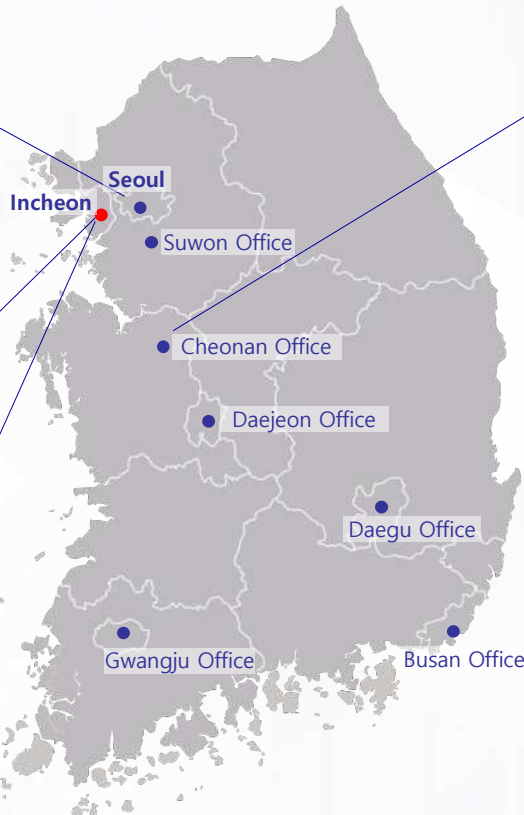 Seoul
Incheon
Suwon Office
Cheonan Office
Daejeon Office
Daegu Office
Gwangju Office
Busan Office